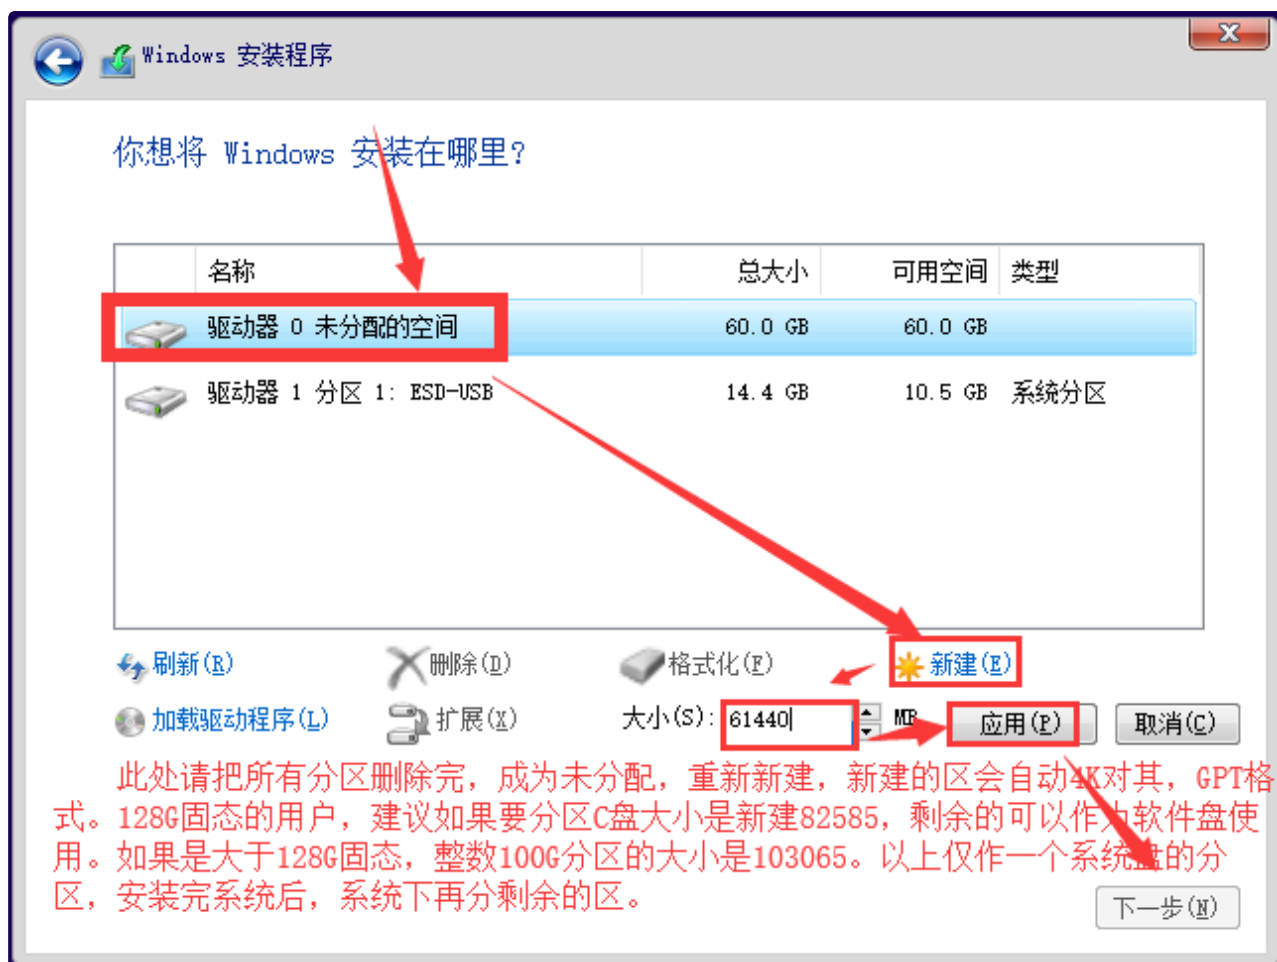 Windows 安装程序
你想将 Windows 安装在哪里?
名称 总大小 可用空间 类型
驱动器 0 未分配的空间 60.0 GB 60.0 GB
驱动器 1 分区 1: ESD-USB 14.4 GB 10.5 GB 系统分区
刷新(R) 删除(D) 格式化(F) 新建(E)
加载驱动程序(L) 扩展(X) 大小(S): 61440 MB 应用(P) 取消(C)
此处请把所有分区删除完，成为未分配，重新新建，新建的区会自动4K对其，GPT格
式。128G固态的用户，建议如果要分区C盘大小是新建82585，剩余的可以作为软件盘使
用。如果是大于128G固态，整数100G分区的大小是103065。以上仅作一个系统盘的分
区，安装完系统后，系统下再分剩余的区。
下一步(N)